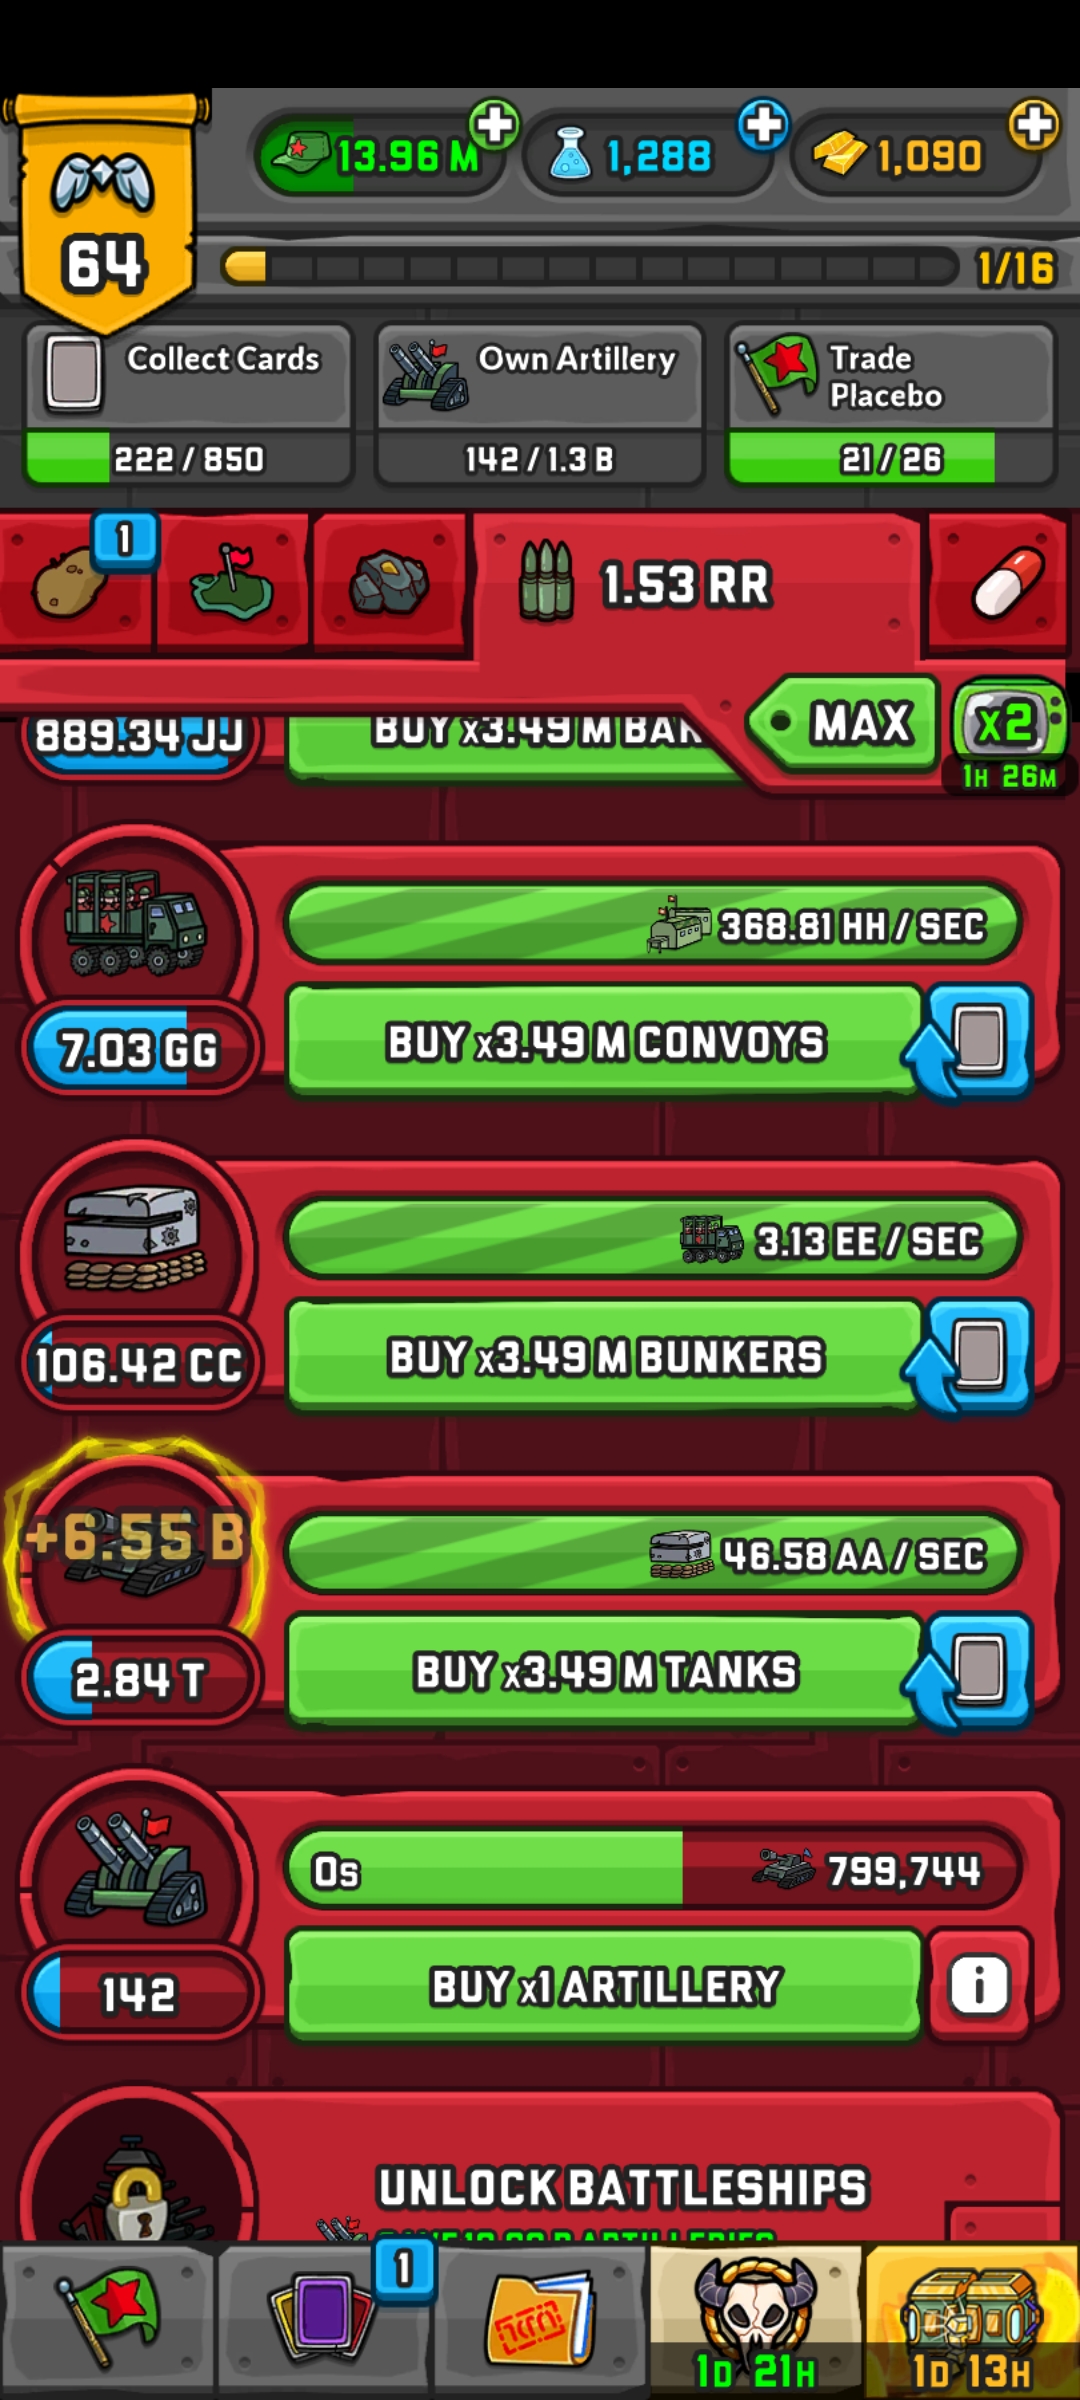 13.96 M
1,288
1,090
64
1/16
Collect Cards
222 / 850
Own Artillery
142 / 1.3 B
Trade
Placebo
21 / 26
1
1.53 RR
MAX
X2
1H 26M
889.34 JJ
BUY x3.49 M
368.81 HH / SEC
7.03 GG
BUY x3.49 M CONVOYS
3.13 EE / SEC
106.42 CC
BUY x3.49 M BUNKERS
+6.55 B
46.58 AA / SEC
2.84 T
BUY x3.49 M TANKS
0s
799,744
142
BUY x1 ARTILLERY
i
UNLOCK BATTLESHIPS
ARTILLERIES
1
1D 21H
1D 13H